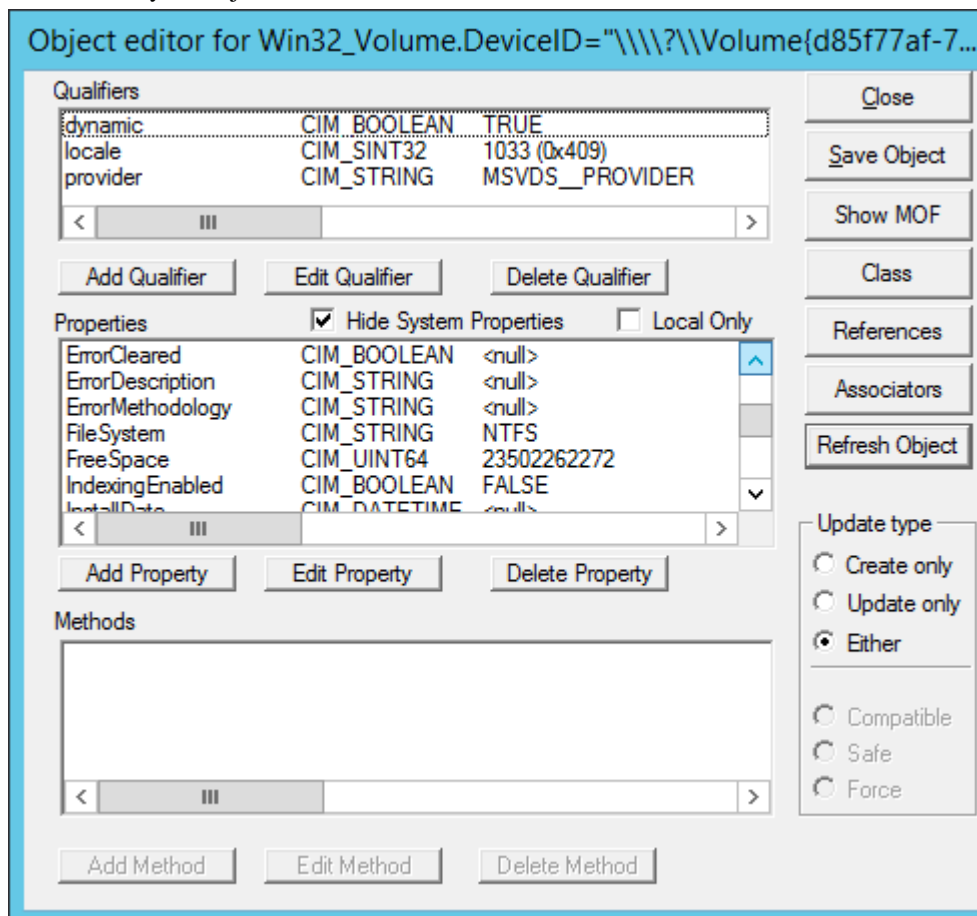 Object editor for Win32_Volume.DeviceID="\\\\?\\Volume{d85f77af-7...
Qualifiers
dynamic CIM_BOOLEAN TRUE
locale CIM_SINT32 1033 (0x409)
provider CIM_STRING MSVDS__PROVIDER
Add Qualifier Edit Qualifier Delete Qualifier
Properties Hide System Properties Local Only
ErrorCleared CIM_BOOLEAN <null>
ErrorDescription CIM_STRING <null>
ErrorMethodology CIM_STRING <null>
FileSystem CIM_STRING NTFS
FreeSpace CIM_UINT64 23502262272
IndexingEnabled CIM_BOOLEAN FALSE
InstallDate CIM_DATETIME <null>
Add Property Edit Property Delete Property
Methods
Add Method Edit Method Delete Method
Close
Save Object
Show MOF
Class
References
Associators
Refresh Object
Update type
Create only
Update only
Either
Compatible
Safe
Force